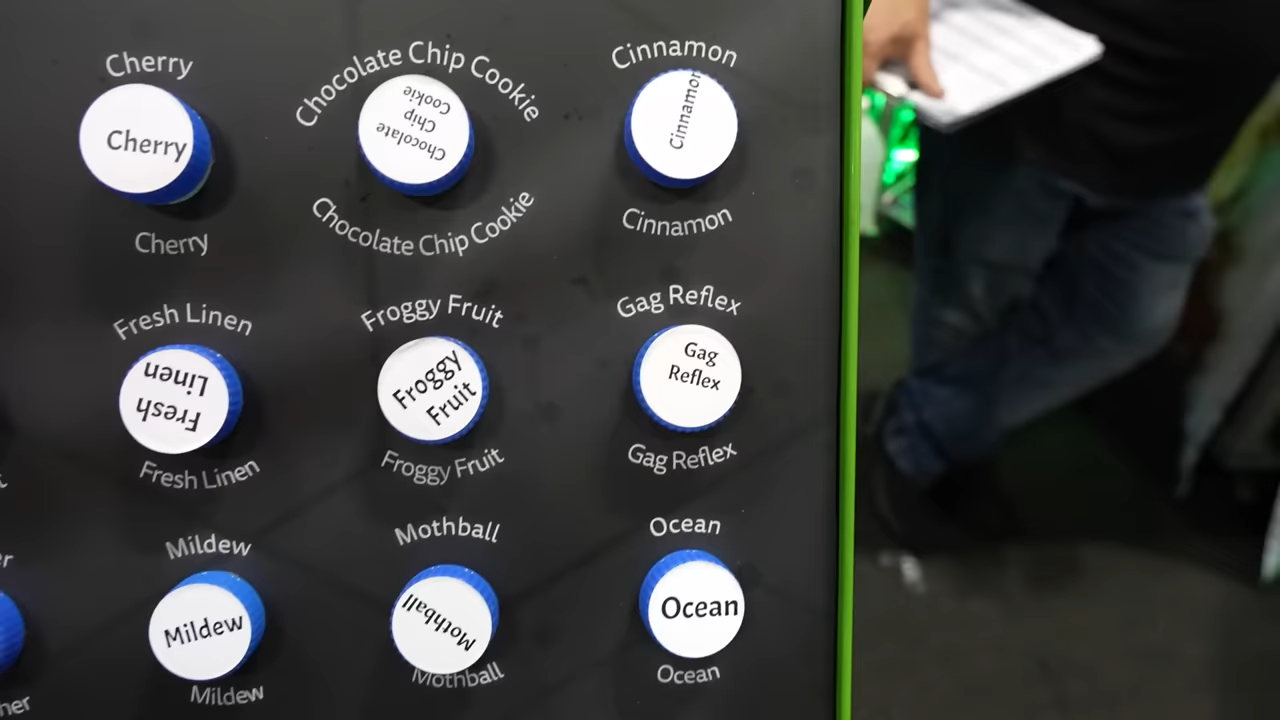 Cherry
Cherry
Cherry
Chocolate Chip Cookie
Chocolate
Chip
Cookie
Chocolate Chip Cookie
Cinnamon
Cinnamon
Cinnamon
Fresh Linen
Fresh
Linen
Fresh Linen
Froggy Fruit
Froggy
Fruit
Froggy Fruit
Gag Reflex
Gag
Reflex
Gag Reflex
Mildew
Mildew
Mildew
Mothball
Mothball
Mothball
Ocean
Ocean
Ocean